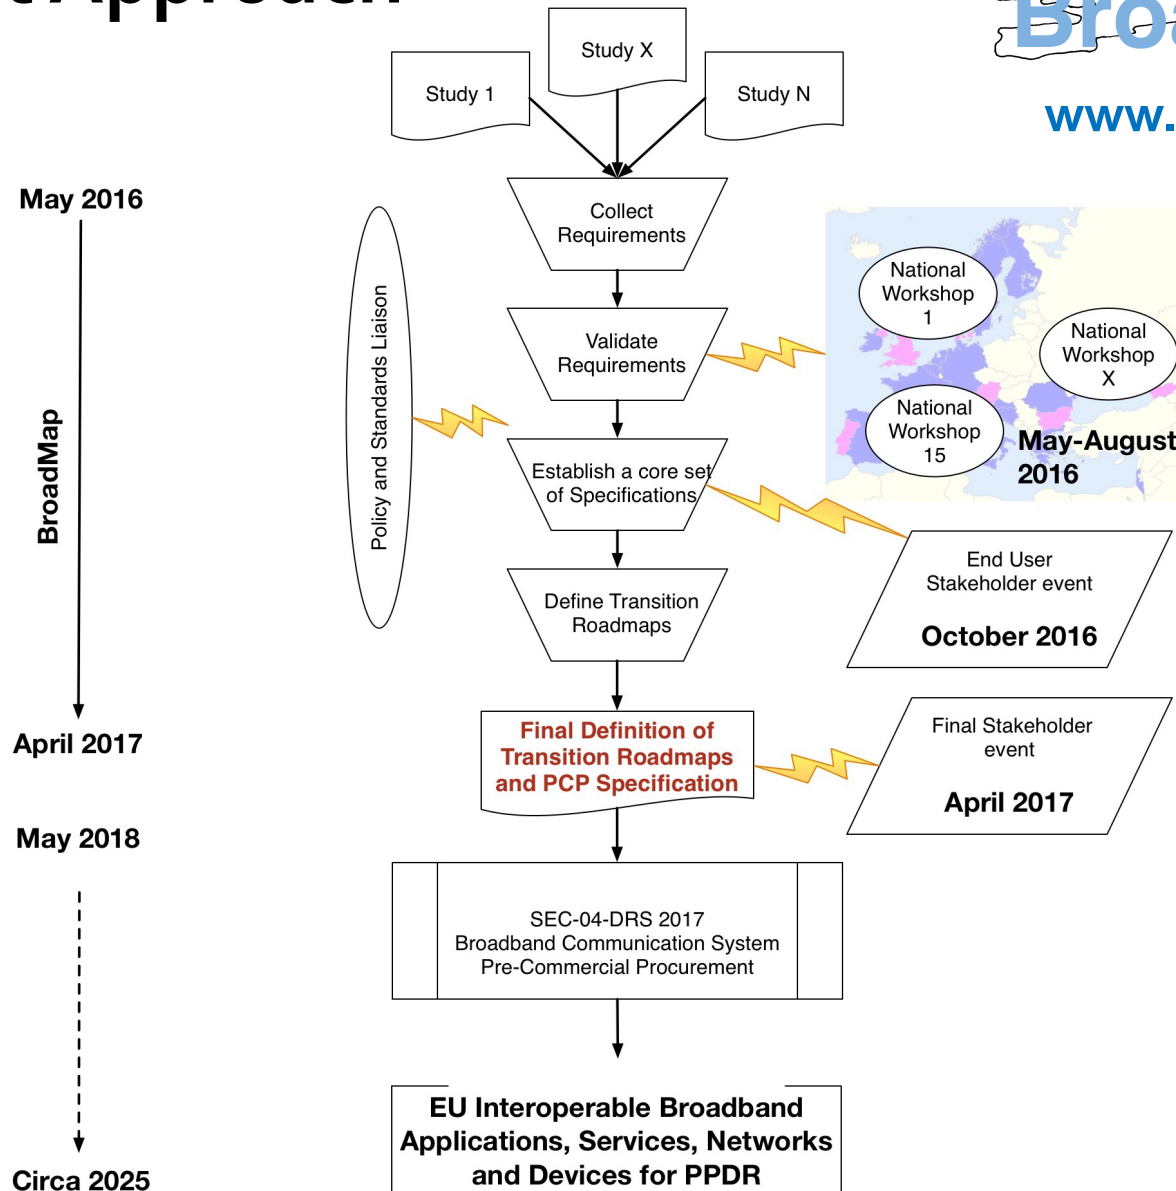 t Approach
Broa
www.
Study X
Study 1
Study N
May 2016
Collect
Requirements
National
Workshop
1
National
Workshop
X
Validate
Requirements
Policy and Standards Liaison
BroadMap
National
Workshop
15
May-August
2016
Establish a core set
of Specifications
End User
Stakeholder event
October 2016
Define Transition
Roadmaps
April 2017
Final Definition of
Transition Roadmaps
and PCP Specification
Final Stakeholder
event
April 2017
May 2018
SEC-04-DRS 2017
Broadband Communication System
Pre-Commercial Procurement
EU Interoperable Broadband
Applications, Services, Networks
and Devices for PPDR
Circa 2025